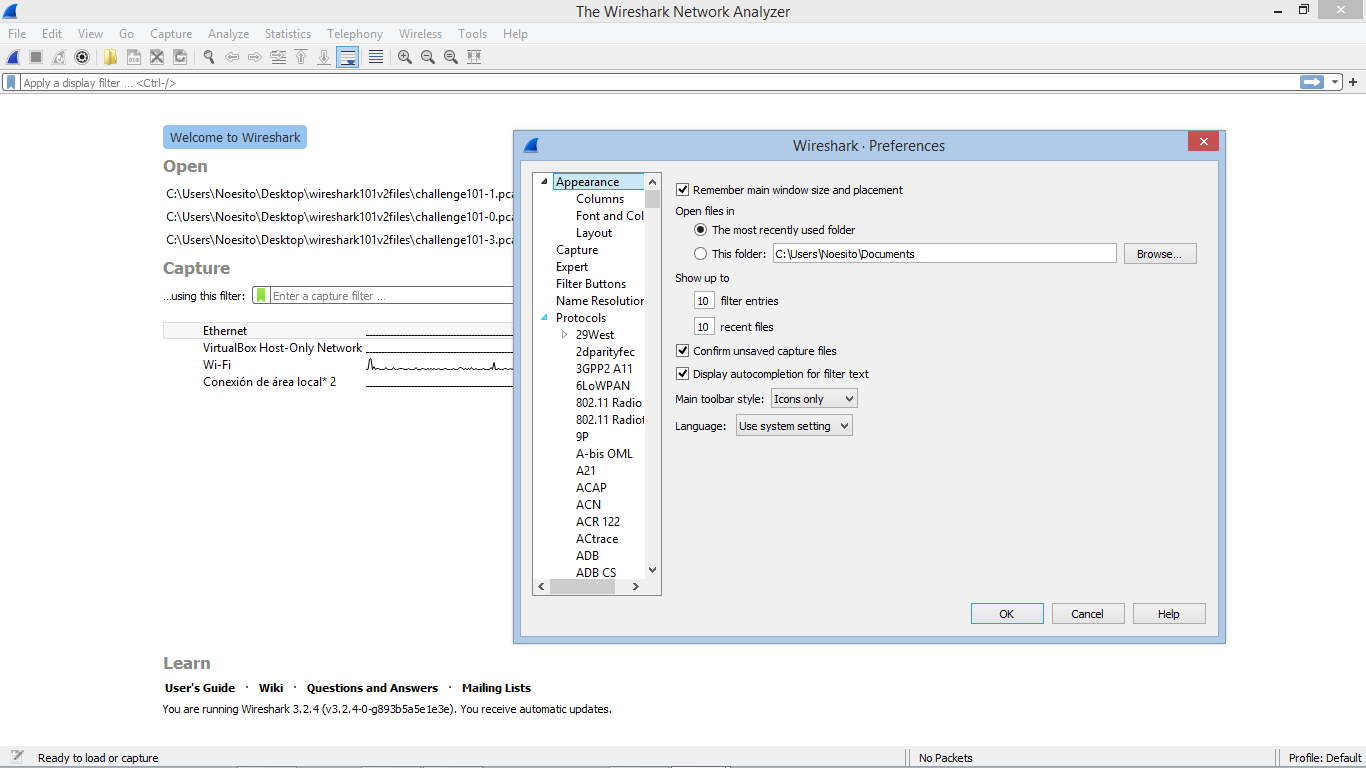 The Wireshark Network Analyzer
File Edit View Go Capture Analyze Statistics Telephony Wireless Tools Help
Apply a display filter ... <Ctrl-/>
Welcome to Wireshark
Open
C:\Users\Noesito\Desktop\wireshark101v2files\challenge101-1.pca
C:\Users\Noesito\Desktop\wireshark101v2files\challenge101-0.pca
C:\Users\Noesito\Desktop\wireshark101v2files\challenge101-3.pca
Capture
...using this filter: Enter a capture filter ...
Ethernet
VirtualBox Host-Only Network
Wi-Fi
Conexión de área local* 2
Learn
User's Guide · Wiki · Questions and Answers · Mailing Lists
You are running Wireshark 3.2.4 (v3.2.4-0-g893b5a5e1e3e). You receive automatic updates.
Wireshark · Preferences
Appearance
Columns
Font and Col
Layout
Capture
Expert
Filter Buttons
Name Resolution
Protocols
29West
2dparityfec
3GPP2 A11
6LoWPAN
802.11 Radio
802.11 Radiot
9P
A-bis OML
A21
ACAP
ACN
ACR 122
ACtrace
ADB
ADB CS
Remember main window size and placement
Open files in
The most recently used folder
This folder: C:\Users\Noesito\Documents Browse...
Show up to
10 filter entries
10 recent files
Confirm unsaved capture files
Display autocompletion for filter text
Main toolbar style: Icons only
Language: Use system setting
OK Cancel Help
Ready to load or capture No Packets Profile: Default